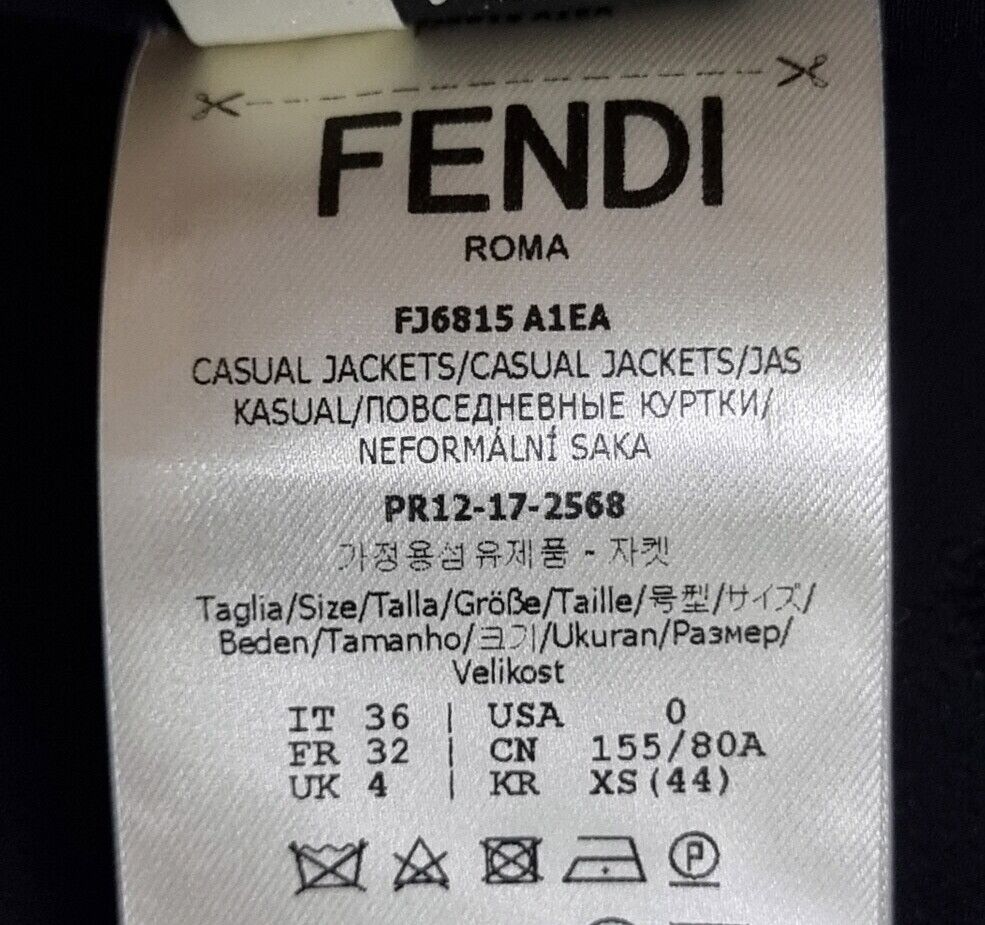 FENDI
ROMA
FJ6815 A1EA
CASUAL JACKETS/CASUAL JACKETS/JAS
KASUAL/ПОВСЕДНЕВНЫЕ КУРТКИ/
NEFORMÁLNÍ SAKA
PR12-17-2568
가정용섬유제품 - 자켓
Taglia/Size/Talla/Größe/Taille/号型/サイズ/
Beden/Tamanho/크기/Ukuran/Размер/
Velikost
IT 36 | USA 0
FR 32 | CN 155/80A
UK 4 | KR XS(44)
P